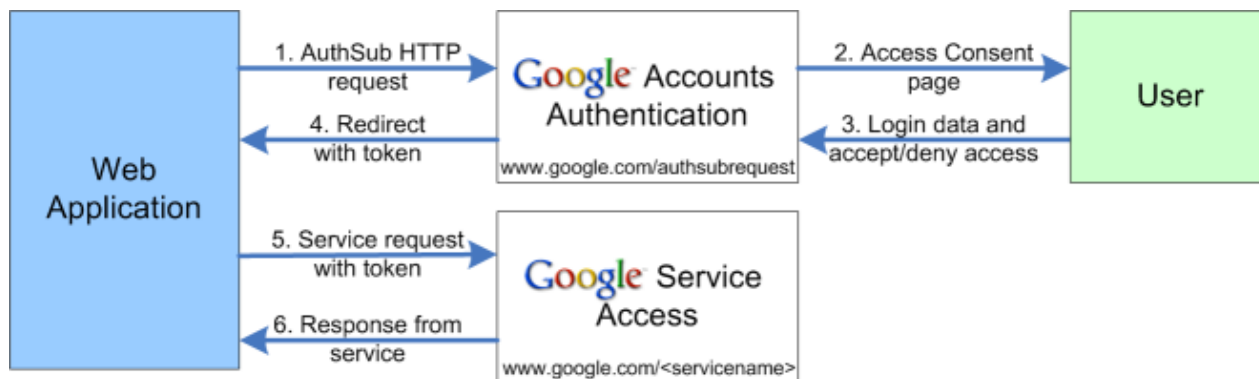 Web
Application
1. AuthSub HTTP
request
4. Redirect
with token
Google Accounts
Authentication
www.google.com/authsubrequest
2. Access Consent
page
3. Login data and
accept/deny access
User
5. Service request
with token
6. Response from
service
Google Service
Access
www.google.com/<servicename>